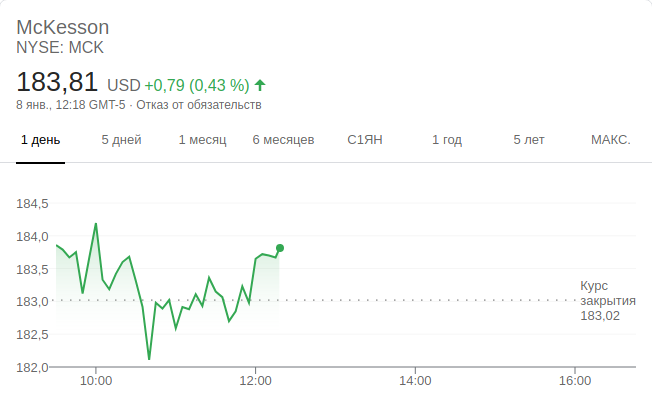 McKesson
NYSE: MCK
183,81 USD +0,79 (0,43 %)
8 янв., 12:18 GMT-5 · Отказ от обязательств
1 день 5 дней 1 месяц 6 месяцев С1ЯН 1 год 5 лет МАКС.
184,5
184,0
183,5
183,0
182,5
182,0
Курс
закрытия
183,02
10:00 12:00 14:00 16:00